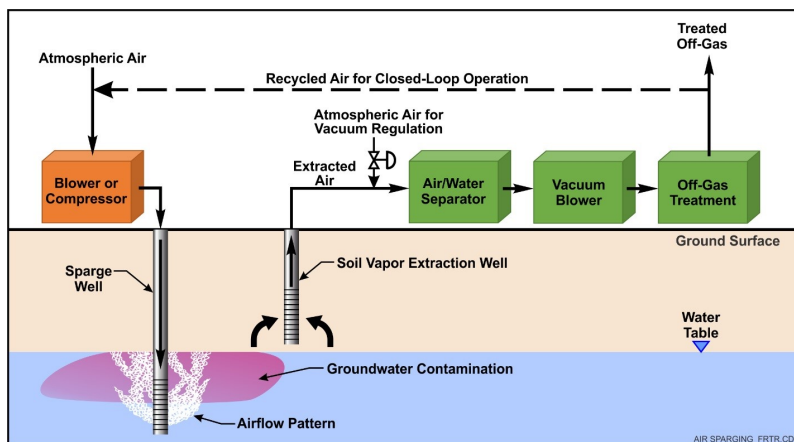 Treated
Off-Gas
Atmospheric Air
Recycled Air for Closed-Loop Operation
Atmospheric Air for
Vacuum Regulation
Extracted
Air
Blower or
Compressor
Air/Water
Separator
Vacuum
Blower
Off-Gas
Treatment
Ground Surface
Sparge
Well
Soil Vapor Extraction Well
Water
Table
Groundwater Contamination
Airflow Pattern
AIR SPARGING_FRTR.CD